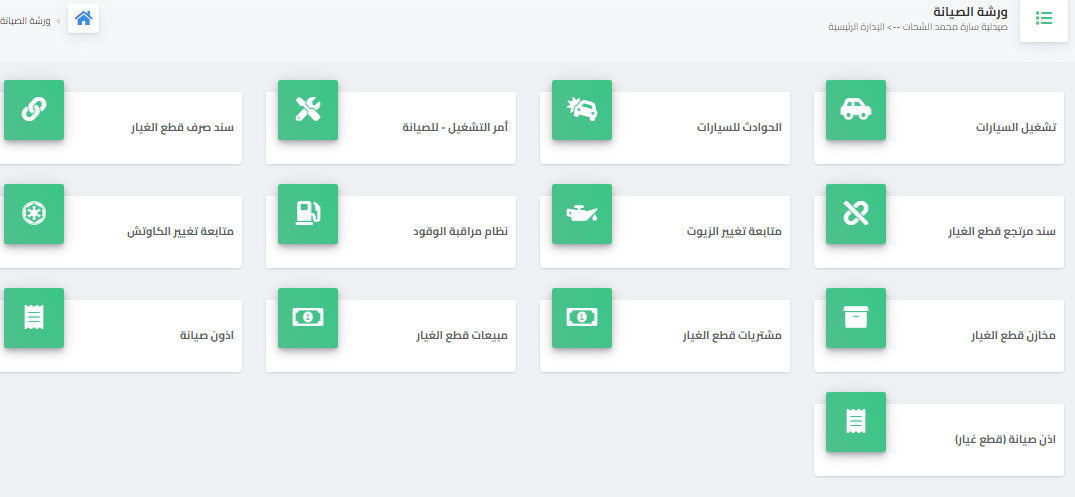 ورشة الصيانة
صيدلية سارة محمد الشحات --> الإدارة الرئيسية
ورشة الصيانة
تشغيل السيارات
الحوادث للسيارات
أمر التشغيل - للصيانة
سند صرف قطع الغيار
سند مرتجع قطع الغيار
متابعة تغيير الزيوت
نظام مراقبة الوقود
متابعة تغيير الكاوتش
مخازن قطع الغيار
مشتريات قطع الغيار
مبيعات قطع الغيار
اذون صيانة
اذن صيانة (قطع غيار)